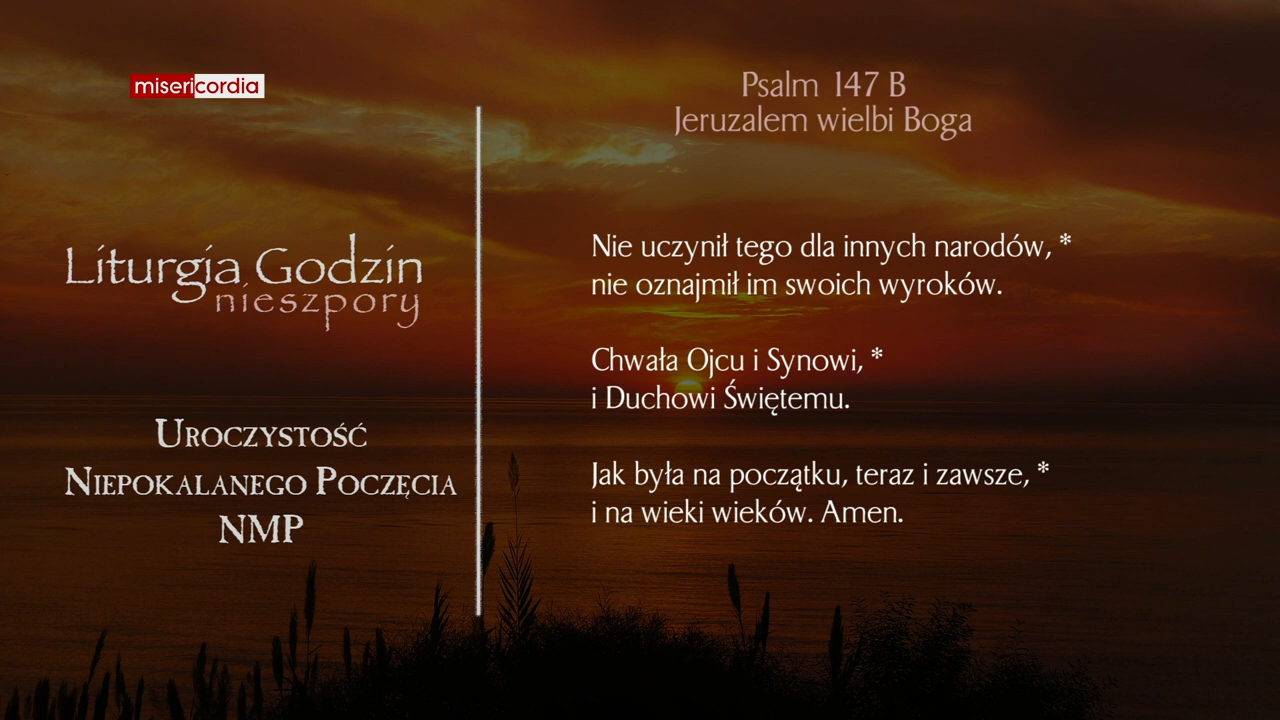 misericordia
Liturgia Godzin
nieszpory
Uroczystość
Niepokalanego Poczęcia
NMP
Psalm 147 B
Jeruzalem wielbi Boga
Nie uczynił tego dla innych narodów, *
nie oznajmił im swoich wyroków.
Chwała Ojcu i Synowi, *
i Duchowi Świętemu.
Jak była na początku, teraz i zawsze, *
i na wieki wieków. Amen.